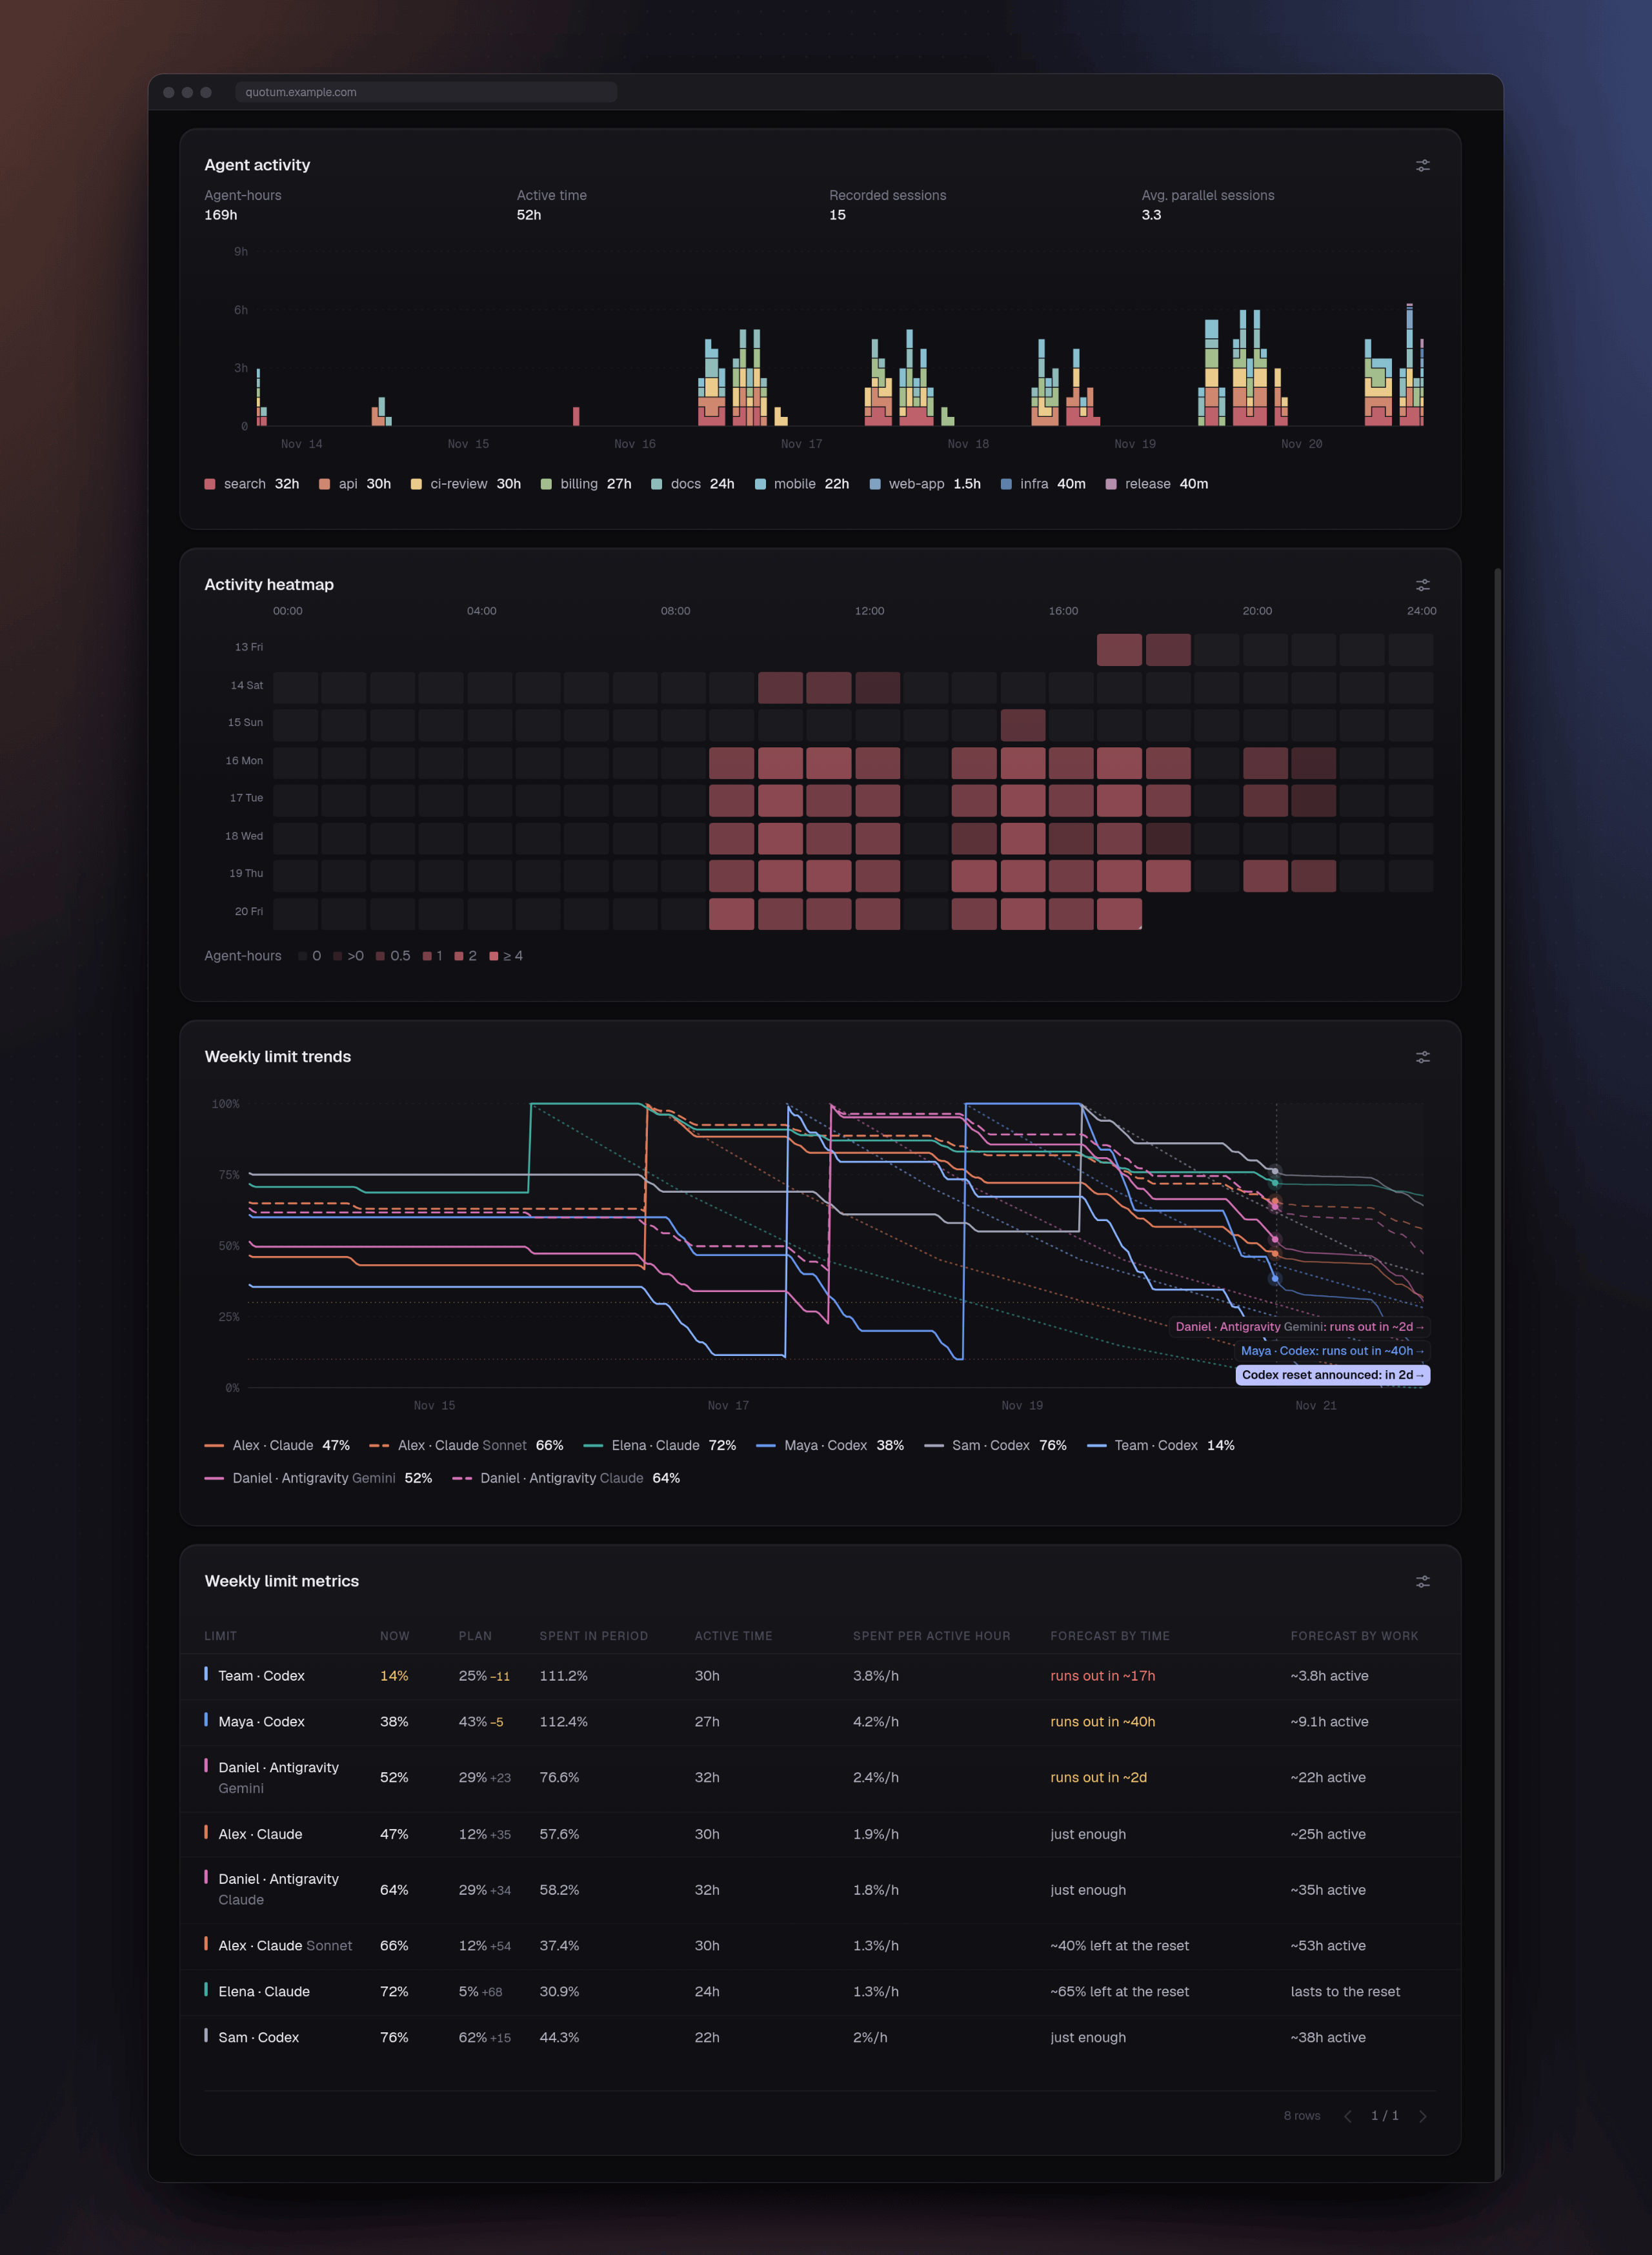 quotum.example.com
Agent activity
Agent-hours Active time Recorded sessions Avg. parallel sessions
169h 52h 15 3.3
9h
6h
3h
0
Nov 14 Nov 15 Nov 16 Nov 17 Nov 18 Nov 19 Nov 20
search 32h api 30h ci-review 30h billing 27h docs 24h mobile 22h web-app 1.5h infra 40m release 40m
Activity heatmap
00:00 04:00 08:00 12:00 16:00 20:00 24:00
13 Fri
14 Sat
15 Sun
16 Mon
17 Tue
18 Wed
19 Thu
20 Fri
Agent-hours 0 >0 0.5 1 2 ≥ 4
Weekly limit trends
100%
75%
50%
25%
Daniel · Antigravity Gemini: runs out in ~2d→
Maya · Codex: runs out in ~40h→
Codex reset announced: in 2d→
0%
Nov 15 Nov 17 Nov 19 Nov 21
Alex · Claude 47% Alex · Claude Sonnet 66% Elena · Claude 72% Maya · Codex 38% Sam · Codex 76% Team · Codex 14%
Daniel · Antigravity Gemini 52% Daniel · Antigravity Claude 64%
Weekly limit metrics
LIMIT NOW PLAN SPENT IN PERIOD ACTIVE TIME SPENT PER ACTIVE HOUR FORECAST BY TIME FORECAST BY WORK
Team · Codex 14% 25% −11 111.2% 30h 3.8%/h runs out in ~17h ~3.8h active
Maya · Codex 38% 43% −5 112.4% 27h 4.2%/h runs out in ~40h ~9.1h active
Daniel · Antigravity
Gemini 52% 29% +23 76.6% 32h 2.4%/h runs out in ~2d ~22h active
Alex · Claude 47% 12% +35 57.6% 30h 1.9%/h just enough ~25h active
Daniel · Antigravity
Claude 64% 29% +34 58.2% 32h 1.8%/h just enough ~35h active
Alex · Claude Sonnet 66% 12% +54 37.4% 30h 1.3%/h ~40% left at the reset ~53h active
Elena · Claude 72% 5% +68 30.9% 24h 1.3%/h ~65% left at the reset lasts to the reset
Sam · Codex 76% 62% +15 44.3% 22h 2%/h just enough ~38h active
8 rows 1 / 1